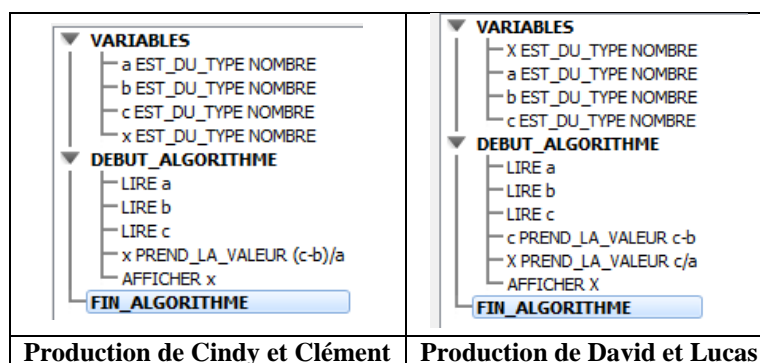 VARIABLES
a EST_DU_TYPE NOMBRE
b EST_DU_TYPE NOMBRE
c EST_DU_TYPE NOMBRE
x EST_DU_TYPE NOMBRE
DEBUT_ALGORITHME
LIRE a
LIRE b
LIRE c
x PREND_LA_VALEUR (c-b)/a
AFFICHER x
FIN_ALGORITHME
Production de Cindy et Clément
VARIABLES
X EST_DU_TYPE NOMBRE
a EST_DU_TYPE NOMBRE
b EST_DU_TYPE NOMBRE
c EST_DU_TYPE NOMBRE
DEBUT_ALGORITHME
LIRE a
LIRE b
LIRE c
c PREND_LA_VALEUR c-b
X PREND_LA_VALEUR c/a
AFFICHER X
FIN_ALGORITHME
Production de David et Lucas